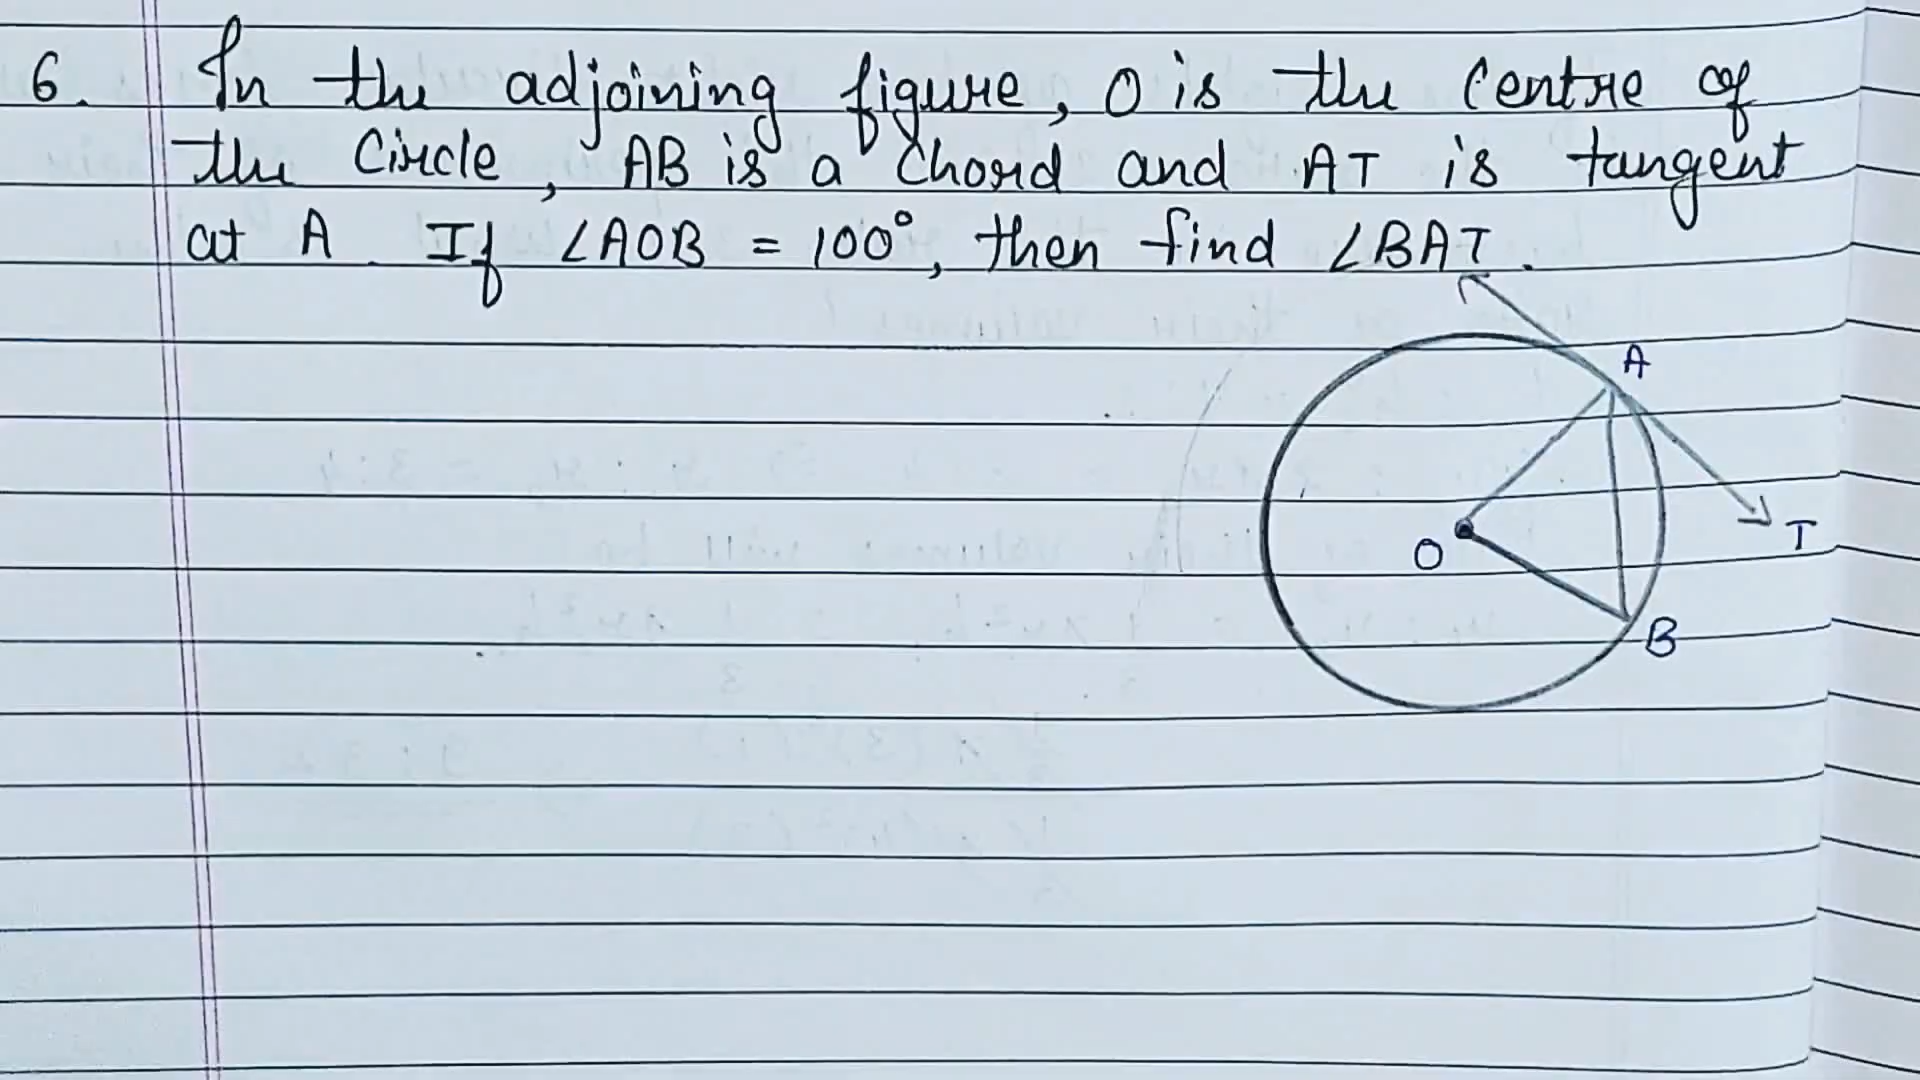 6. In the adjoining figure, O is the centre of
the circle, AB is a chord and AT is tangent
at A. If ∠AOB = 100°, then find ∠BAT.
A
O
T
B